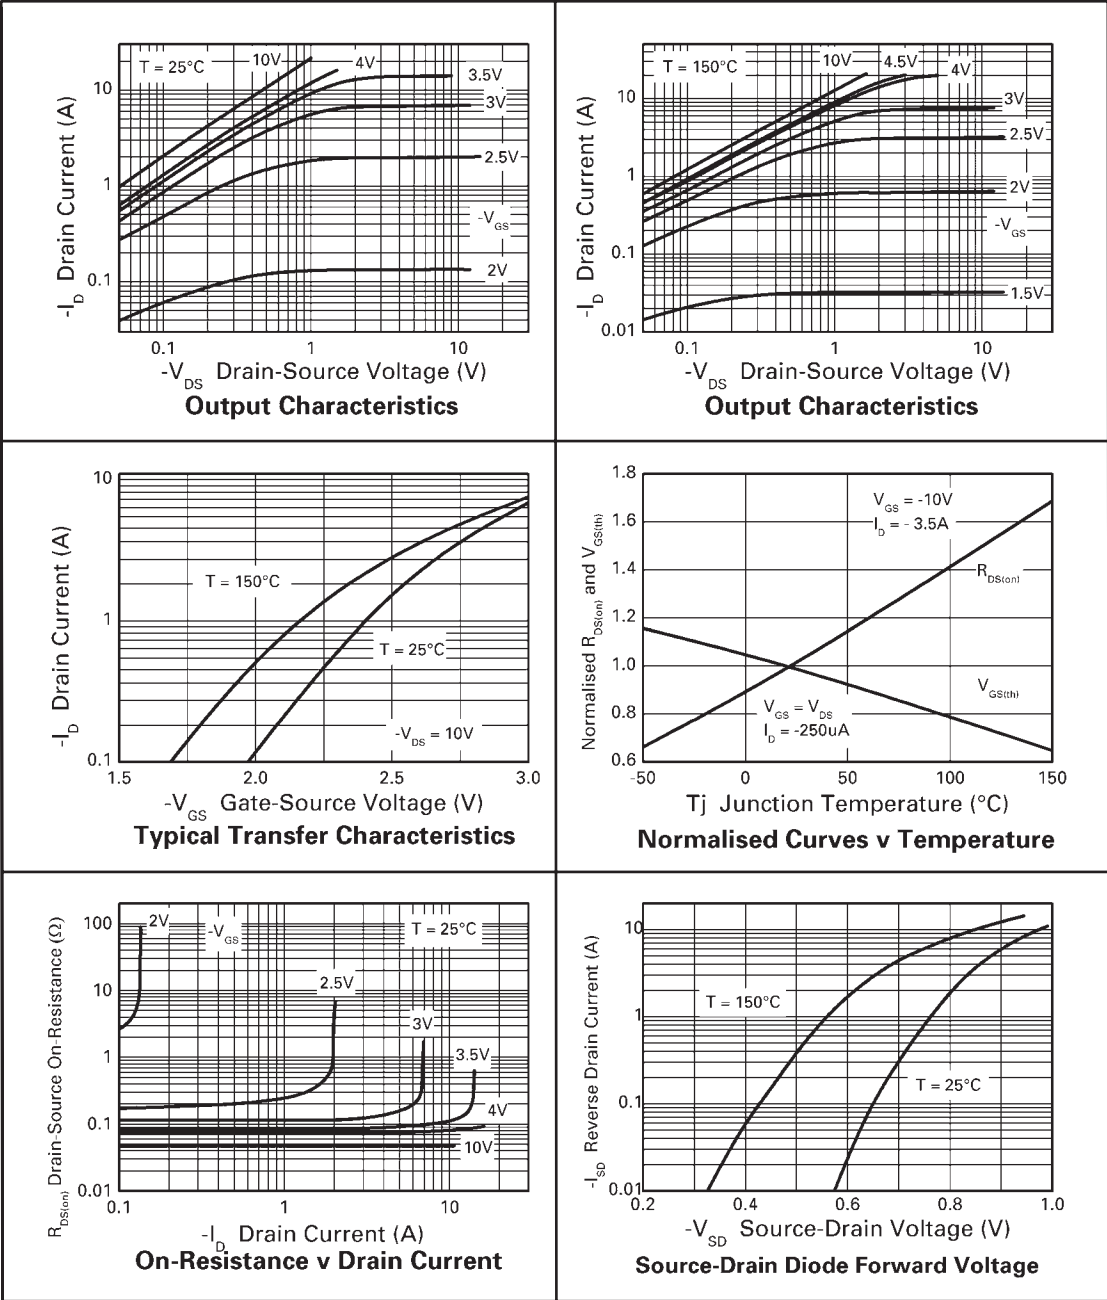 T = 25°C
10V
4V
3.5V
3V
2.5V
-VGS
2V
10
1
0.1
-ID Drain Current (A)
0.1
1
10
-VDS Drain-Source Voltage (V)
Output Characteristics
T = 150°C
10V
4.5V
4V
3V
2.5V
2V
-VGS
1.5V
10
1
0.1
0.01
-ID Drain Current (A)
0.1
1
10
-VDS Drain-Source Voltage (V)
Output Characteristics
10
1
0.1
-ID Drain Current (A)
T = 150°C
T = 25°C
-VDS = 10V
1.5
2.0
2.5
3.0
-VGS Gate-Source Voltage (V)
Typical Transfer Characteristics
1.8
1.6
1.4
1.2
1.0
0.8
0.6
Normalised RDS(on) and VGS(th)
VGS = -10V
ID = - 3.5A
RDS(on)
VGS(th)
VGS = VDS
ID = -250uA
-50
0
50
100
150
Tj Junction Temperature (°C)
Normalised Curves v Temperature
100
10
1
0.1
0.01
RDS(on) Drain-Source On-Resistance (Ω)
2V
-VGS
T = 25°C
2.5V
3V
3.5V
4V
10V
0.1
1
10
-ID Drain Current (A)
On-Resistance v Drain Current
10
1
0.1
0.01
-ISD Reverse Drain Current (A)
T = 150°C
T = 25°C
0.2
0.4
0.6
0.8
1.0
-VSD Source-Drain Voltage (V)
Source-Drain Diode Forward Voltage